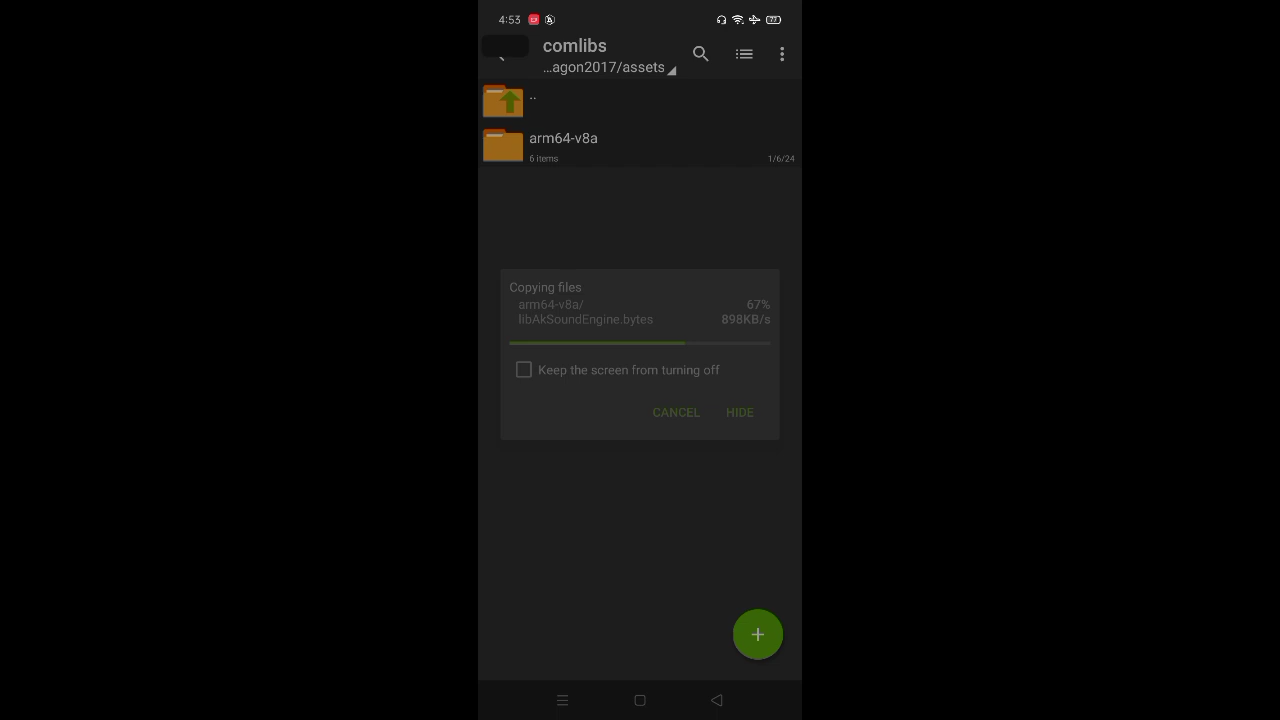 4:53
77
comlibs
…agon2017/assets
..
arm64-v8a
6 items
1/6/24
Copying files
arm64-v8a/
67%
libAkSoundEngine.bytes
898KB/s
Keep the screen from turning off
CANCEL
HIDE
+